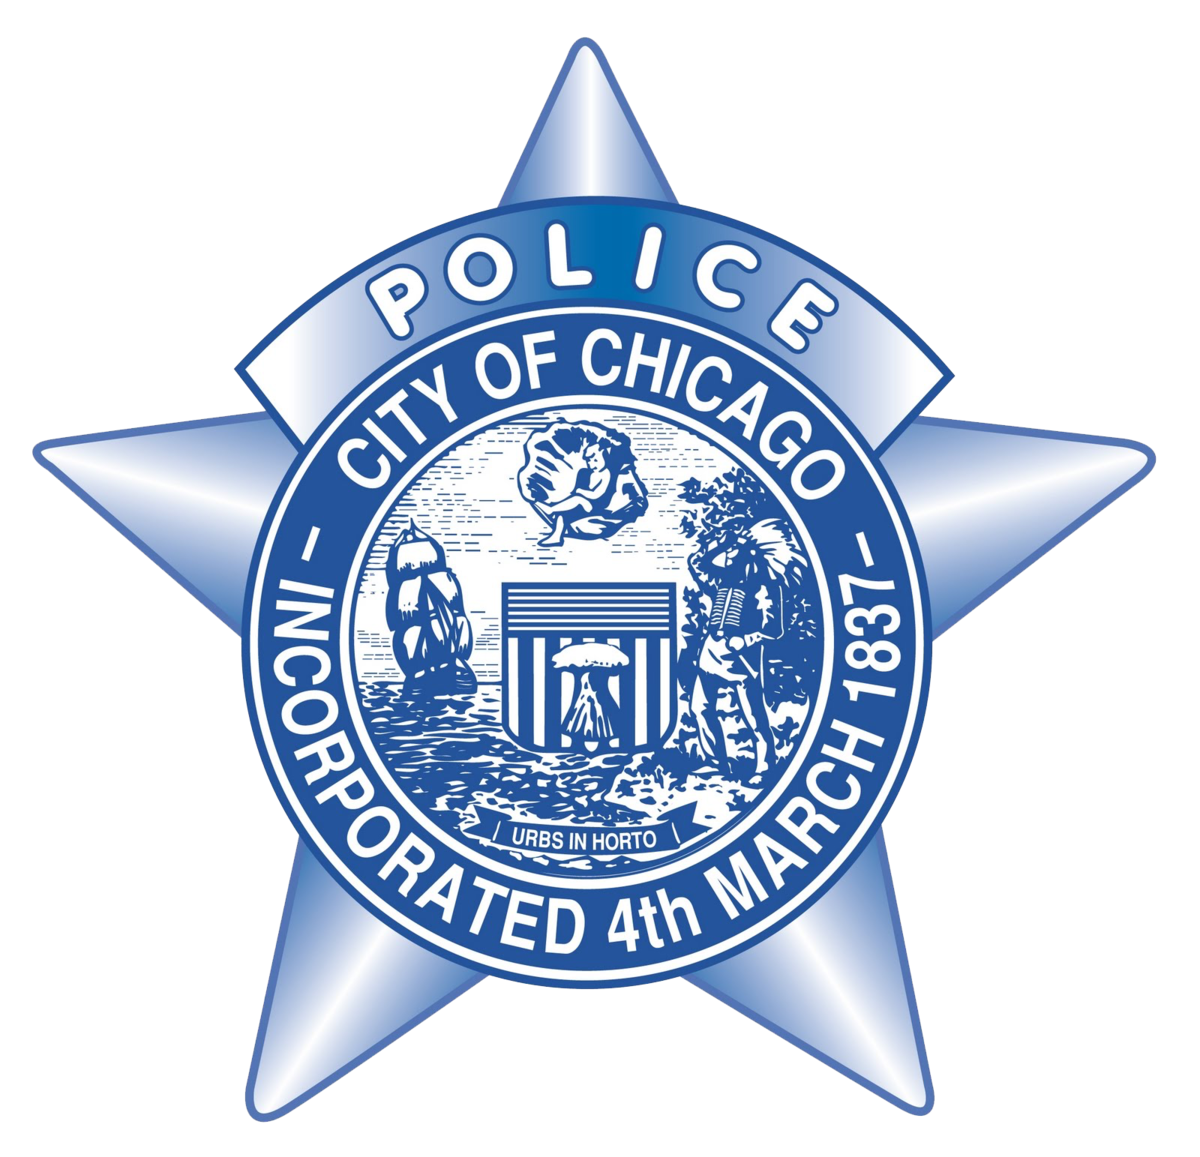 POLICE
CITY OF CHICAGO
- INCORPORATED 4th MARCH 1837 -
URBS IN HORTO